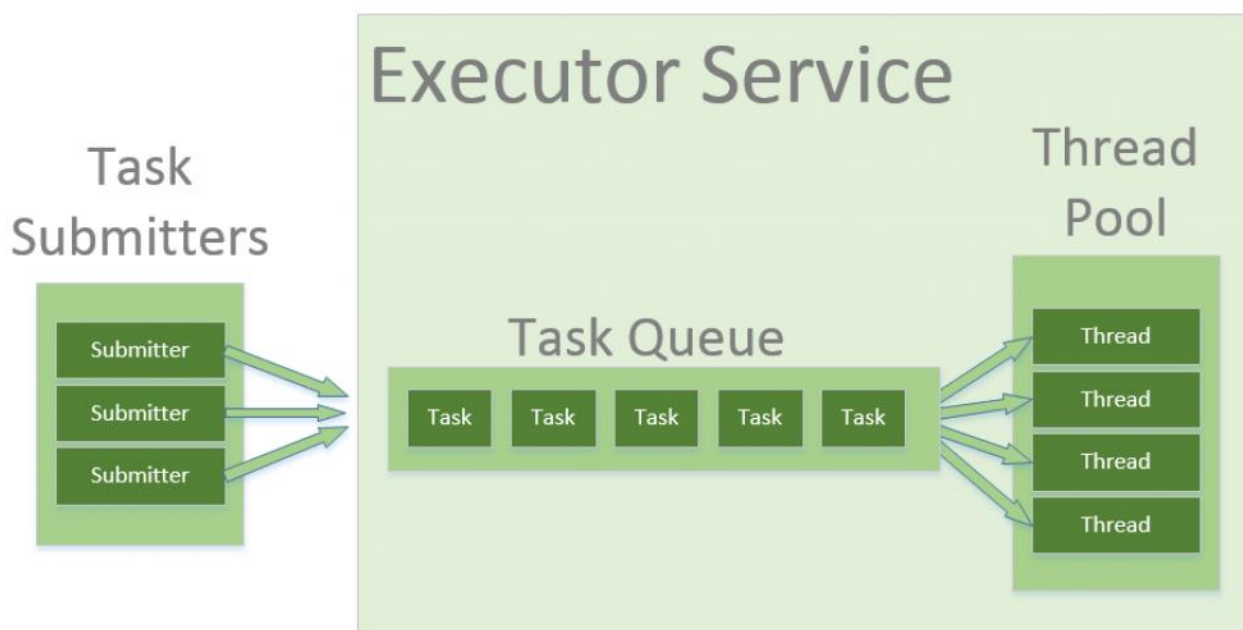 Executor Service
Task
Submitters
Submitter
Submitter
Submitter
Task Queue
Task Task Task Task Task
Thread
Pool
Thread
Thread
Thread
Thread